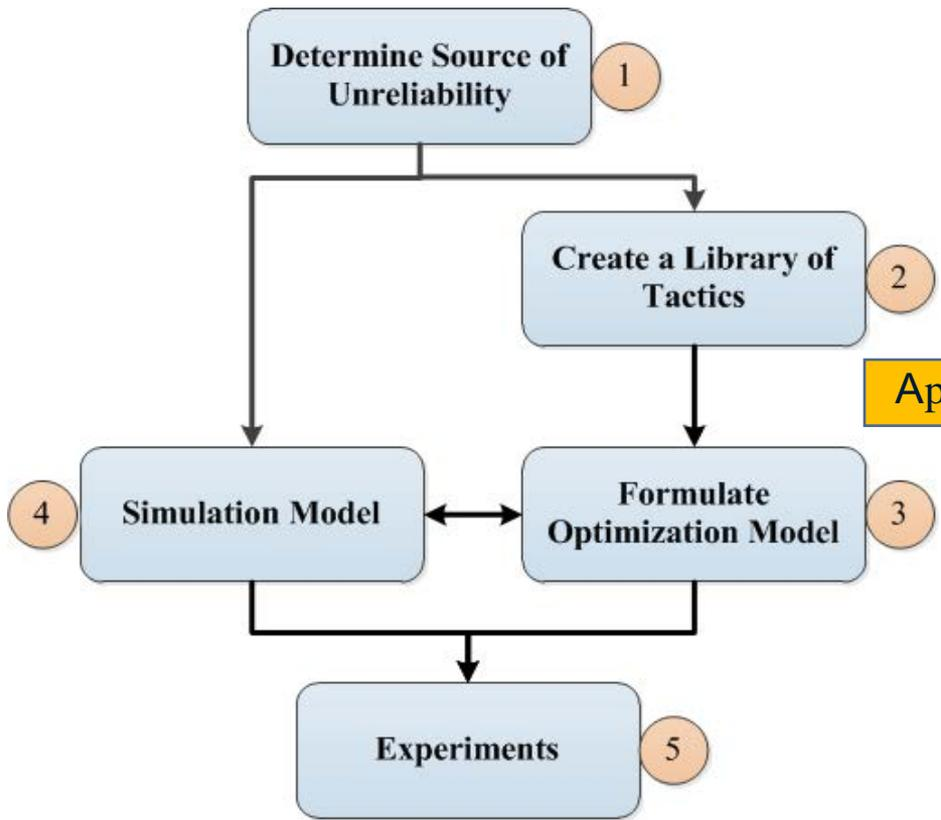 Determine Source of
Unreliability
1
Create a Library of
Tactics
2
Ap
4
Simulation Model
Formulate
Optimization Model
3
Experiments
5